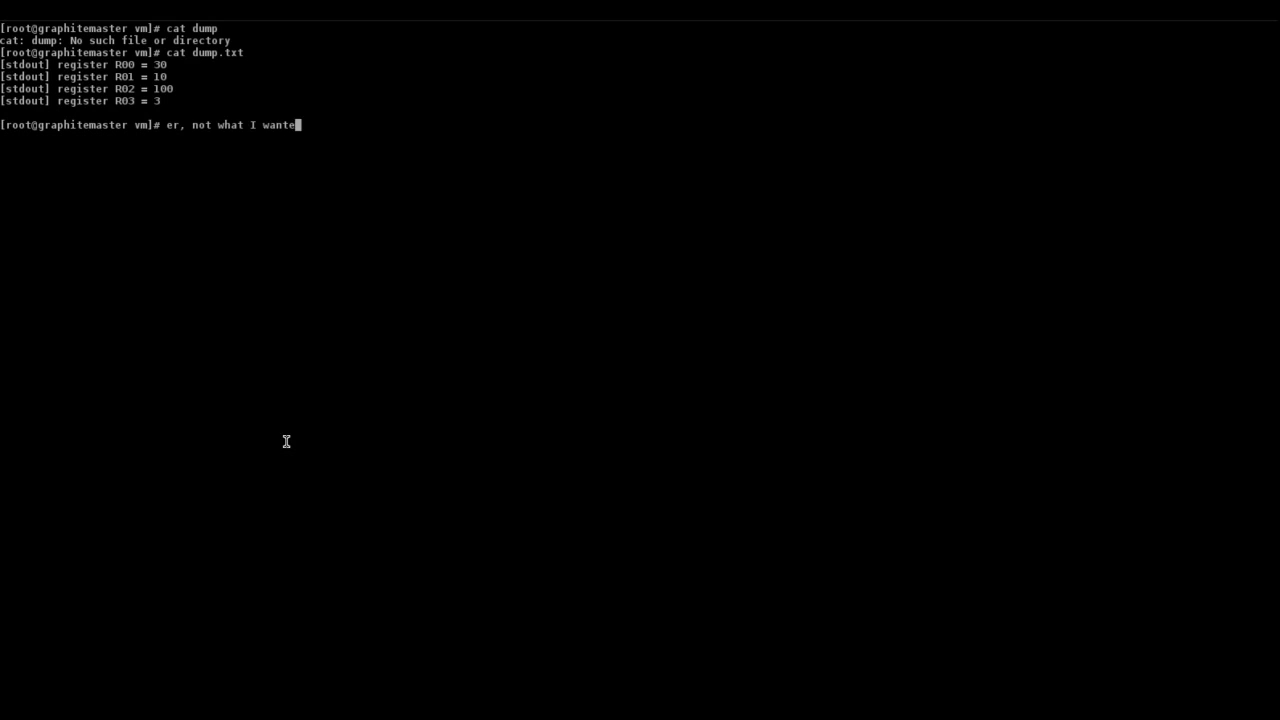 [root@graphitemaster vm]# cat dump
cat: dump: No such file or directory
[root@graphitemaster vm]# cat dump.txt
[stdout] register R00 = 30
[stdout] register R01 = 10
[stdout] register R02 = 100
[stdout] register R03 = 3
[root@graphitemaster vm]# er, not what I wante